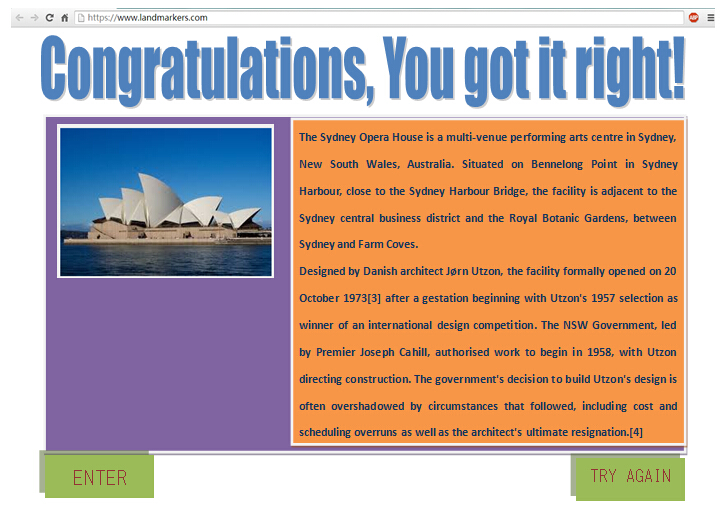 https://www.landmarkers.com
ABP
Congratulations, You got it right!
The Sydney Opera House is a multi-venue performing arts centre in Sydney,
New South Wales, Australia. Situated on Bennelong Point in Sydney
Harbour, close to the Sydney Harbour Bridge, the facility is adjacent to the
Sydney central business district and the Royal Botanic Gardens, between
Sydney and Farm Coves.
Designed by Danish architect Jørn Utzon, the facility formally opened on 20
October 1973[3] after a gestation beginning with Utzon's 1957 selection as
winner of an international design competition. The NSW Government, led
by Premier Joseph Cahill, authorised work to begin in 1958, with Utzon
directing construction. The government's decision to build Utzon's design is
often overshadowed by circumstances that followed, including cost and
scheduling overruns as well as the architect's ultimate resignation.[4]
ENTER
TRY AGAIN